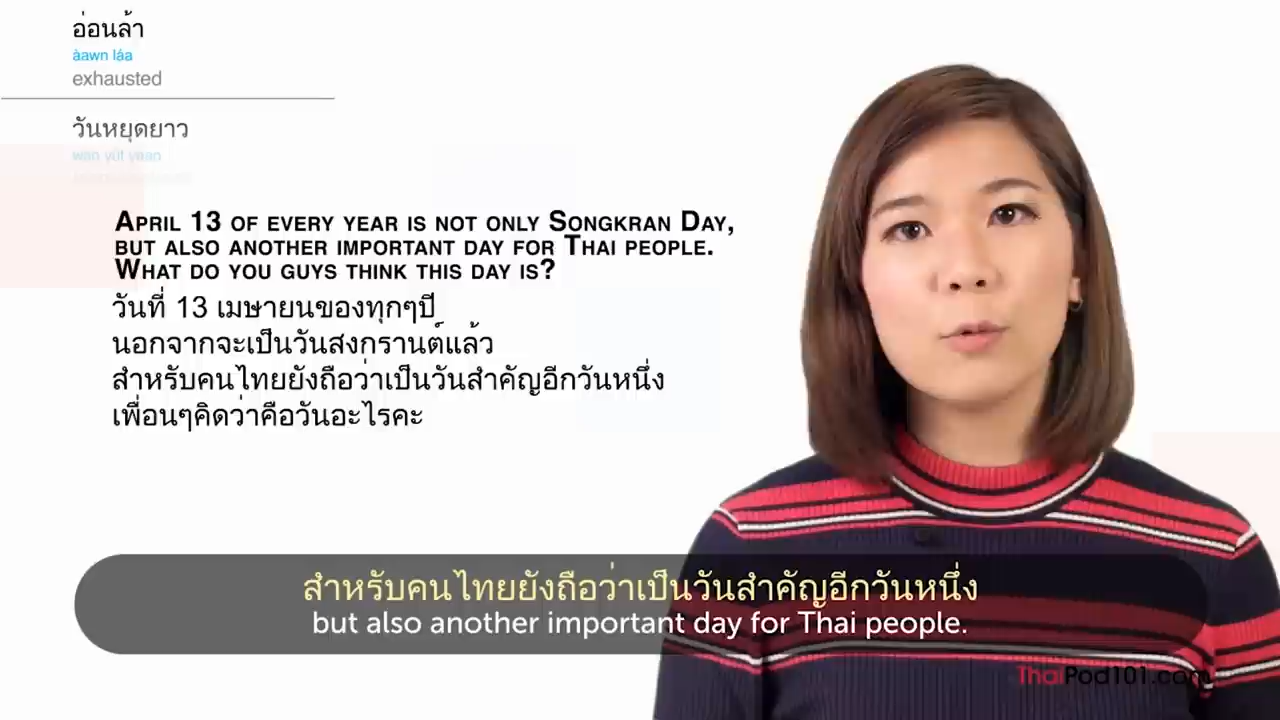 อ่อนล้า
àawn láa
exhausted
วันหยุดยาว
wan yùt yaao
April 13 of every year is not only Songkran Day,
but also another important day for Thai people.
What do you guys think this day is?
วันที่ 13 เมษายนของทุกๆปี
นอกจากจะเป็นวันสงกรานต์แล้ว
สำหรับคนไทยยังถือว่าเป็นวันสำคัญอีกวันหนึ่ง
เพื่อนๆคิดว่าคือวันอะไรคะ
สำหรับคนไทยยังถือว่าเป็นวันสำคัญอีกวันหนึ่ง
but also another important day for Thai people.
ThaiPod101.com